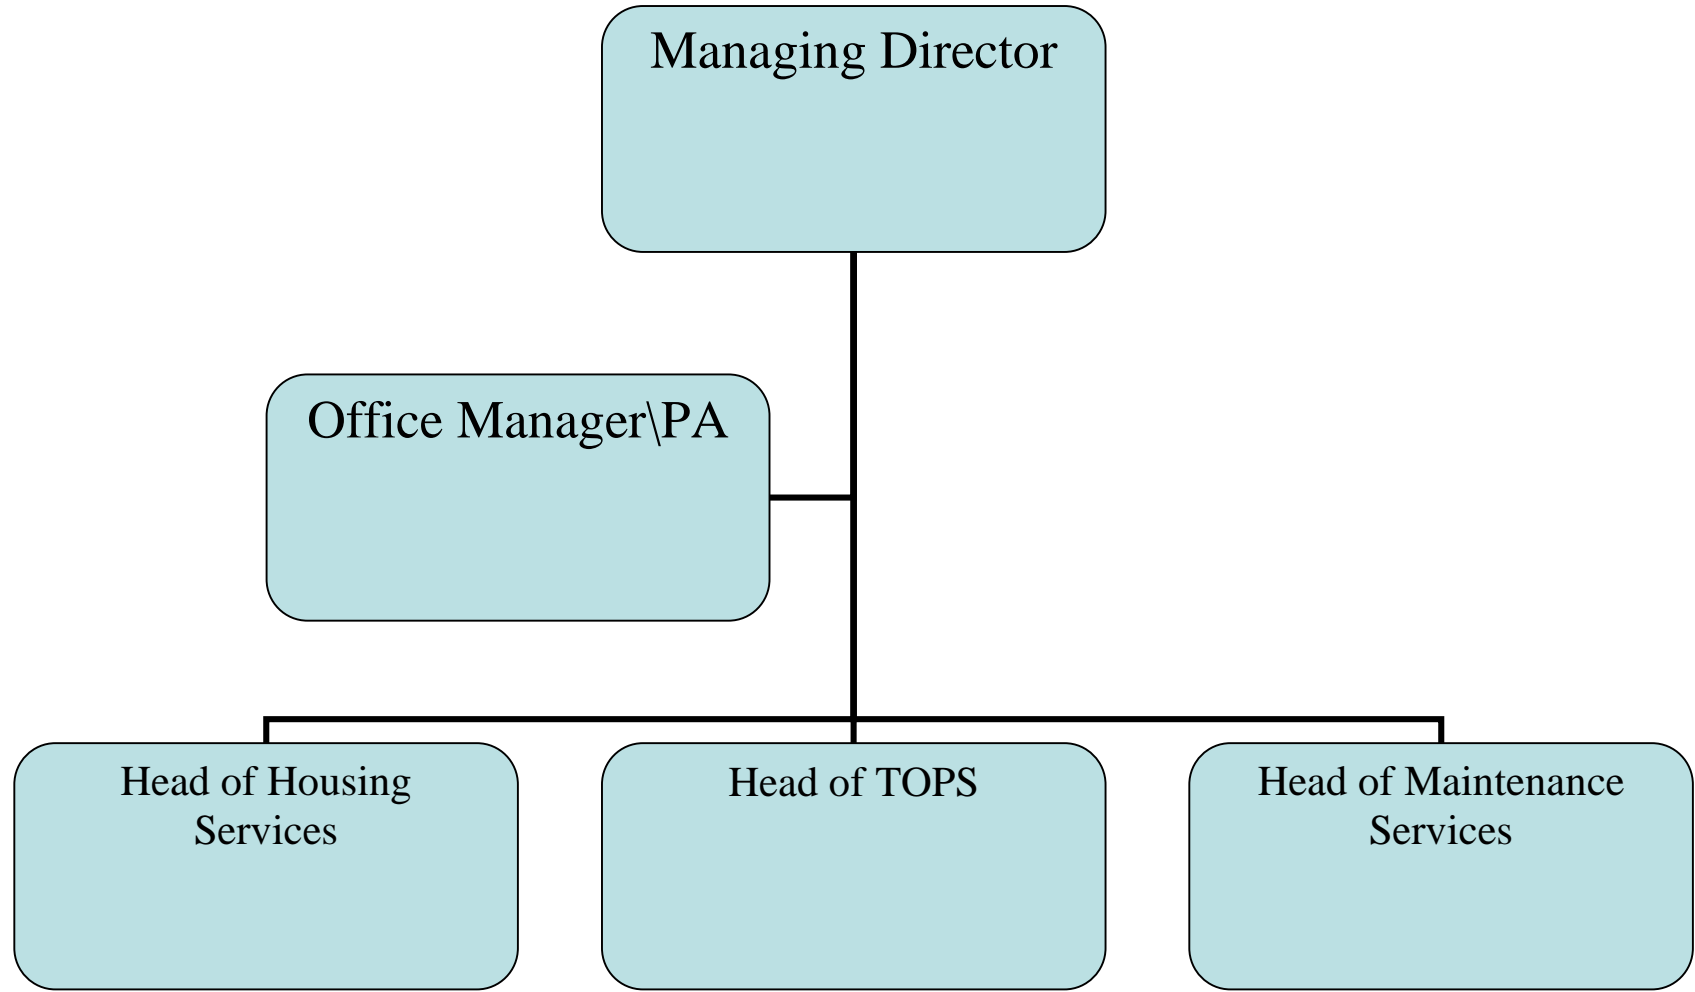 Managing Director
Office Manager\PA
Head of Housing
Services
Head of TOPS
Head of Maintenance
Services